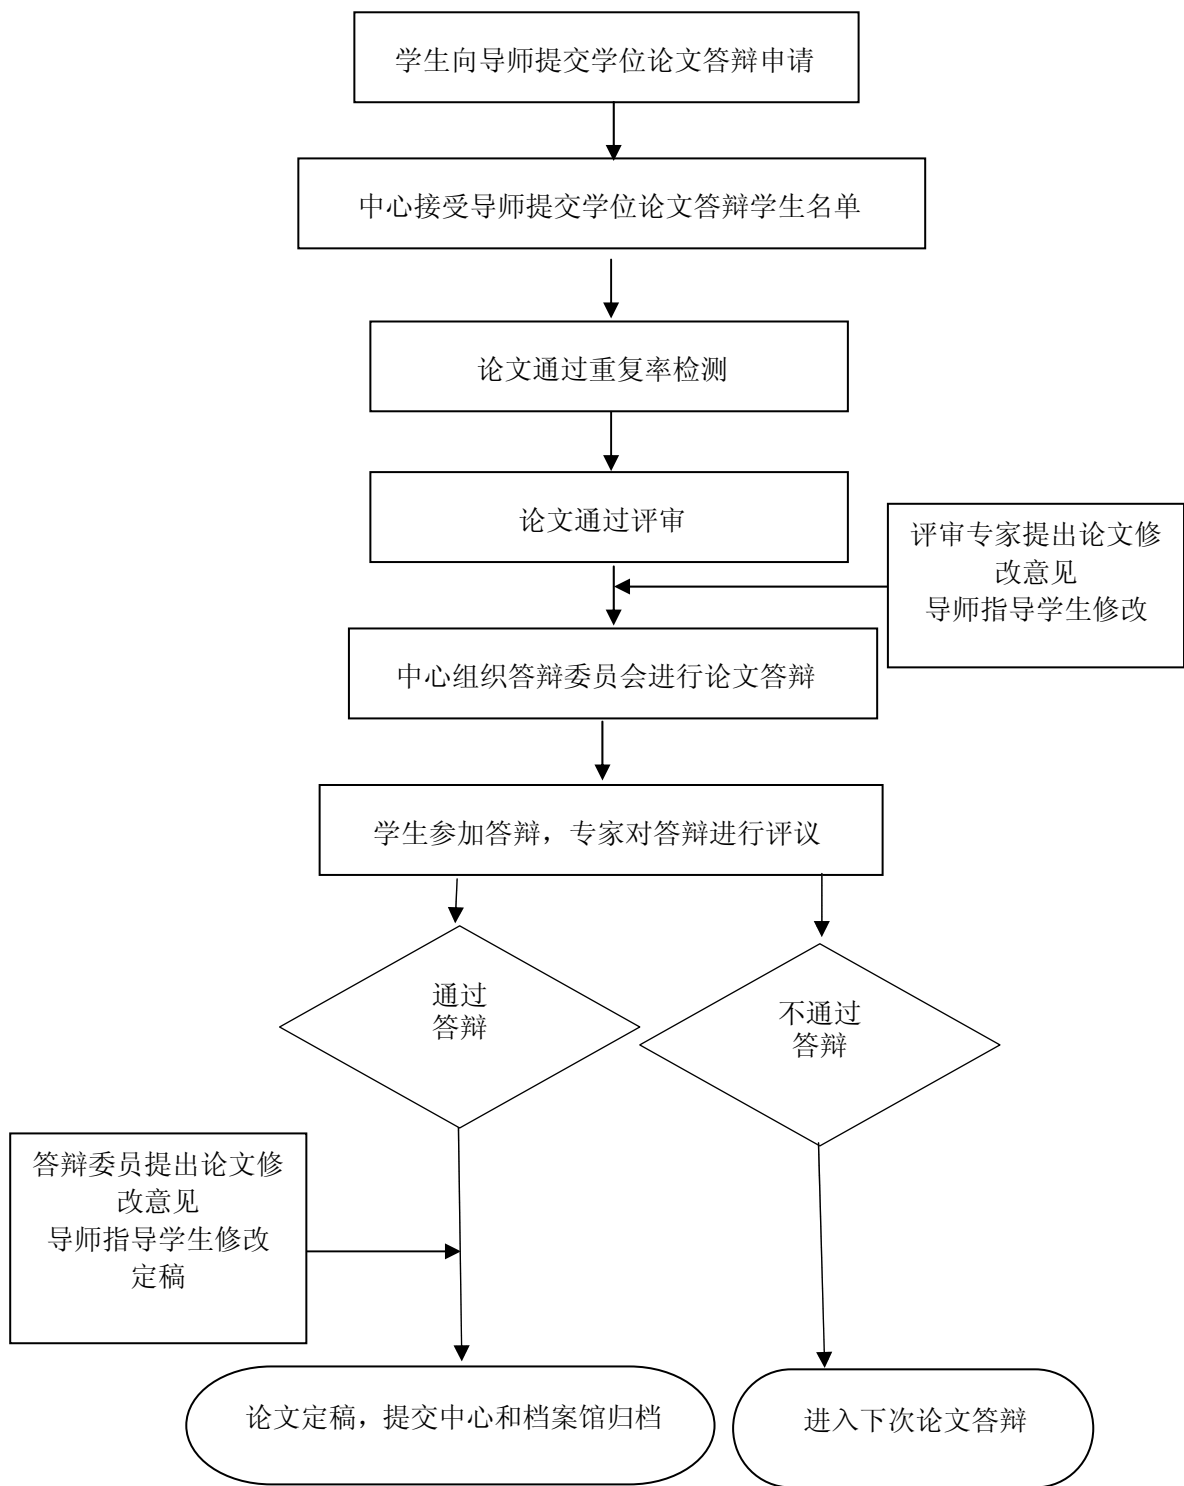 学生向导师提交学位论文答辩申请
中心接受导师提交学位论文答辩学生名单
论文通过重复率检测
论文通过评审
评审专家提出论文修
改意见
导师指导学生修改
中心组织答辩委员会进行论文答辩
学生参加答辩，专家对答辩进行评议
通过
答辩
不通过
答辩
答辩委员提出论文修
改意见
导师指导学生修改
定稿
论文定稿，提交中心和档案馆归档
进入下次论文答辩